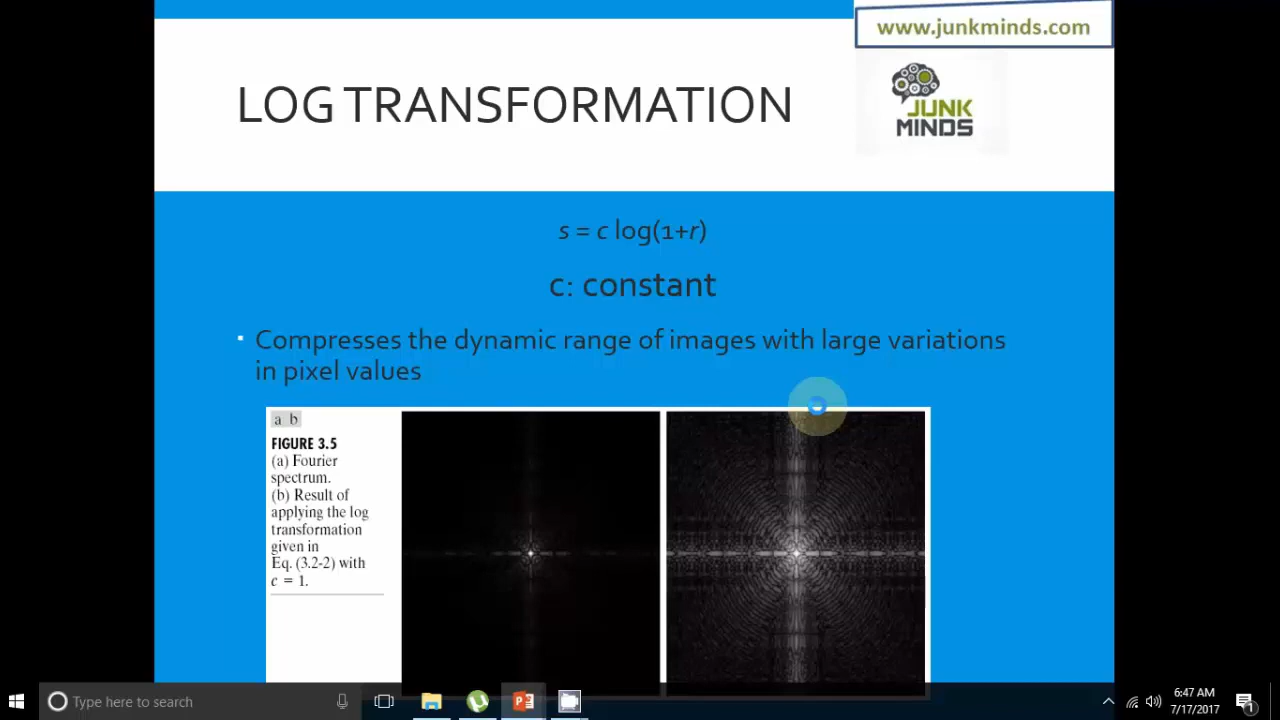 www.junkminds.com
LOG TRANSFORMATION
JUNK
MINDS
s = c log(1+r)
c: constant
▪ Compresses the dynamic range of images with large variations
in pixel values
a b
FIGURE 3.5
(a) Fourier
spectrum.
(b) Result of
applying the log
transformation
given in
Eq. (3.2-2) with
c = 1.
Type here to search
6:47 AM
7/17/2017
1